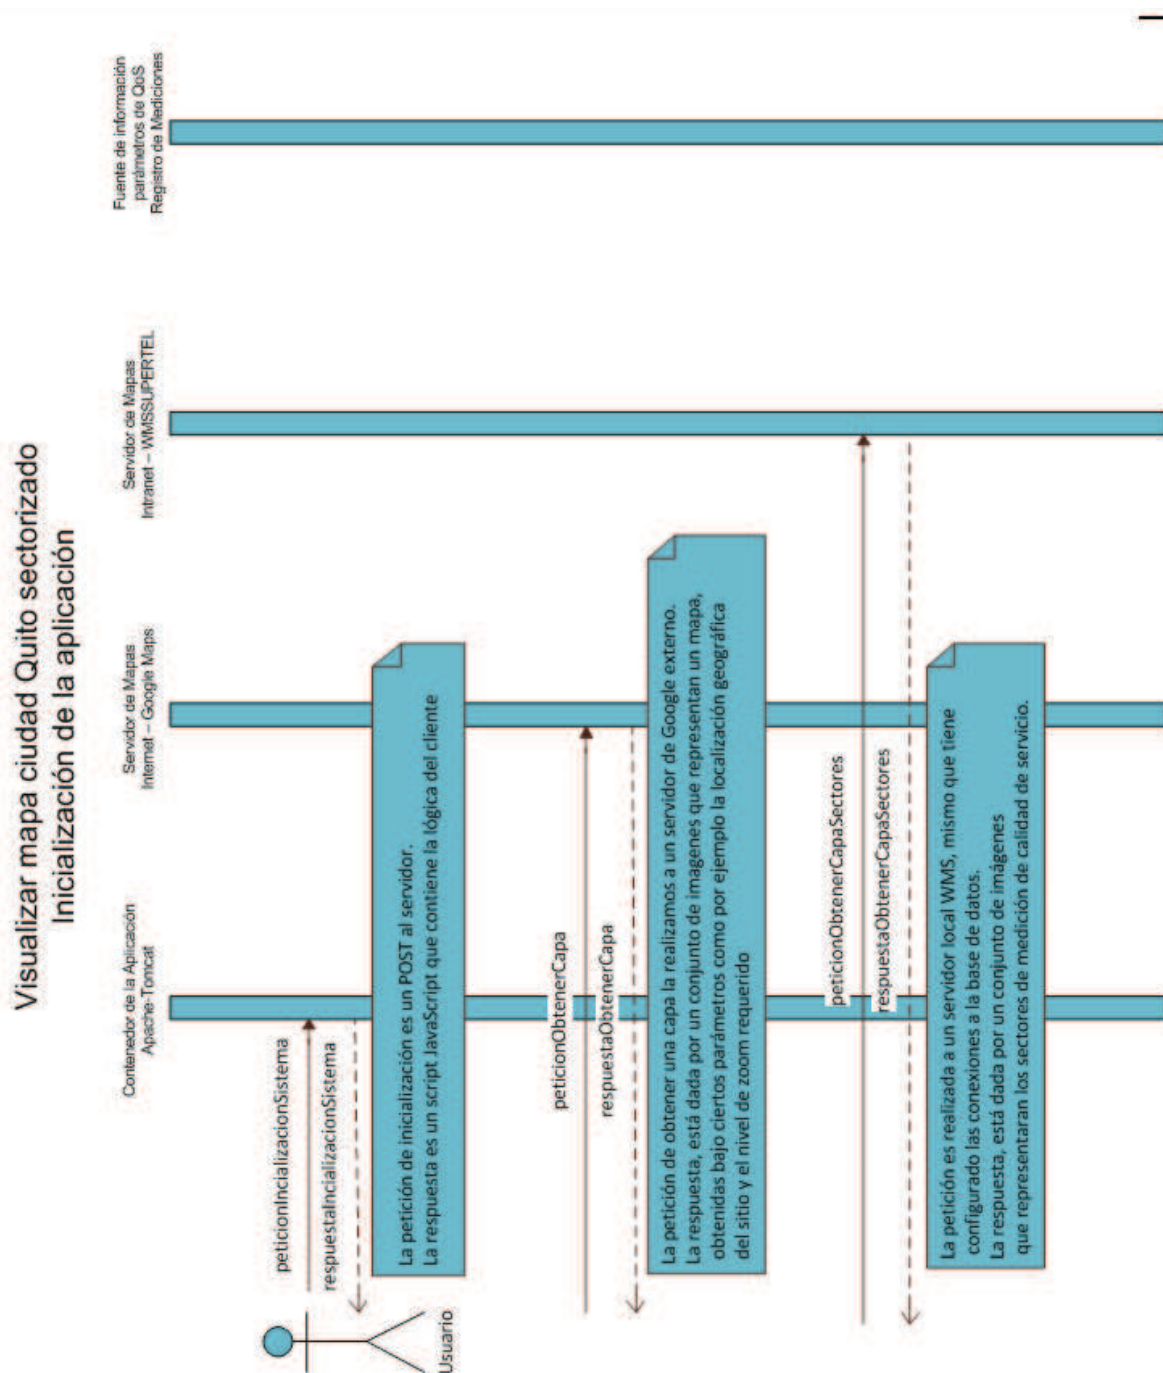 Visualizar mapa ciudad Quito sectorizado
Inicialización de la aplicación
Contenedor de la Aplicación
Apache-Tomcat
Servidor de Mapas
Internet – Google Maps
Servidor de Mapas
Intranet – WMSSUPERTEL
Fuente de información
parámetros de QoS
Registro de Mediciones
Usuario
peticionIncializacionSistema
respuestaIncializacionSistema
La petición de inicialización es un POST al servidor.
La respuesta es un script JavaScript que contiene la lógica del cliente
peticionObtenerCapa
respuestaObtenerCapa
La petición de obtener una capa la realizamos a un servidor de Google externo.
La respuesta, está dada por un conjunto de imagenes que representan un mapa,
obtenidas bajo ciertos parámetros como por ejemplo la localización geográfica
del sitio y el nivel de zoom requerido
peticionObtenerCapaSectores
respuestaObtenerCapaSectores
La petición es realizada a un servidor local WMS, mismo que tiene
configurado las conexiones a la base de datos.
La respuesta, está dada por un conjunto de imágenes
que representaran los sectores de medición de calidad de servicio.